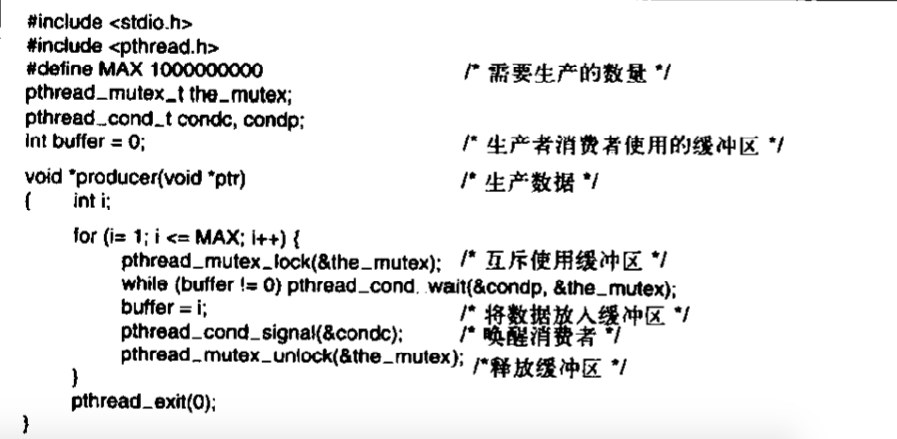 #include <stdio.h>
#include <pthread.h>
#define MAX 1000000000 /* 需要生产的数量 */
pthread_mutex_t the_mutex;
pthread_cond_t condc, condp;
int buffer = 0; /* 生产者消费者使用的缓冲区 */
void *producer(void *ptr) /* 生产数据 */
{ int i;
for (i= 1; i <= MAX; i++) {
pthread_mutex_lock(&the_mutex); /* 互斥使用缓冲区 */
while (buffer != 0) pthread_cond_wait(&condp, &the_mutex);
buffer = i; /* 将数据放入缓冲区 */
pthread_cond_signal(&condc); /* 唤醒消费者 */
pthread_mutex_unlock(&the_mutex); /*释放缓冲区 */
}
pthread_exit(0);
}